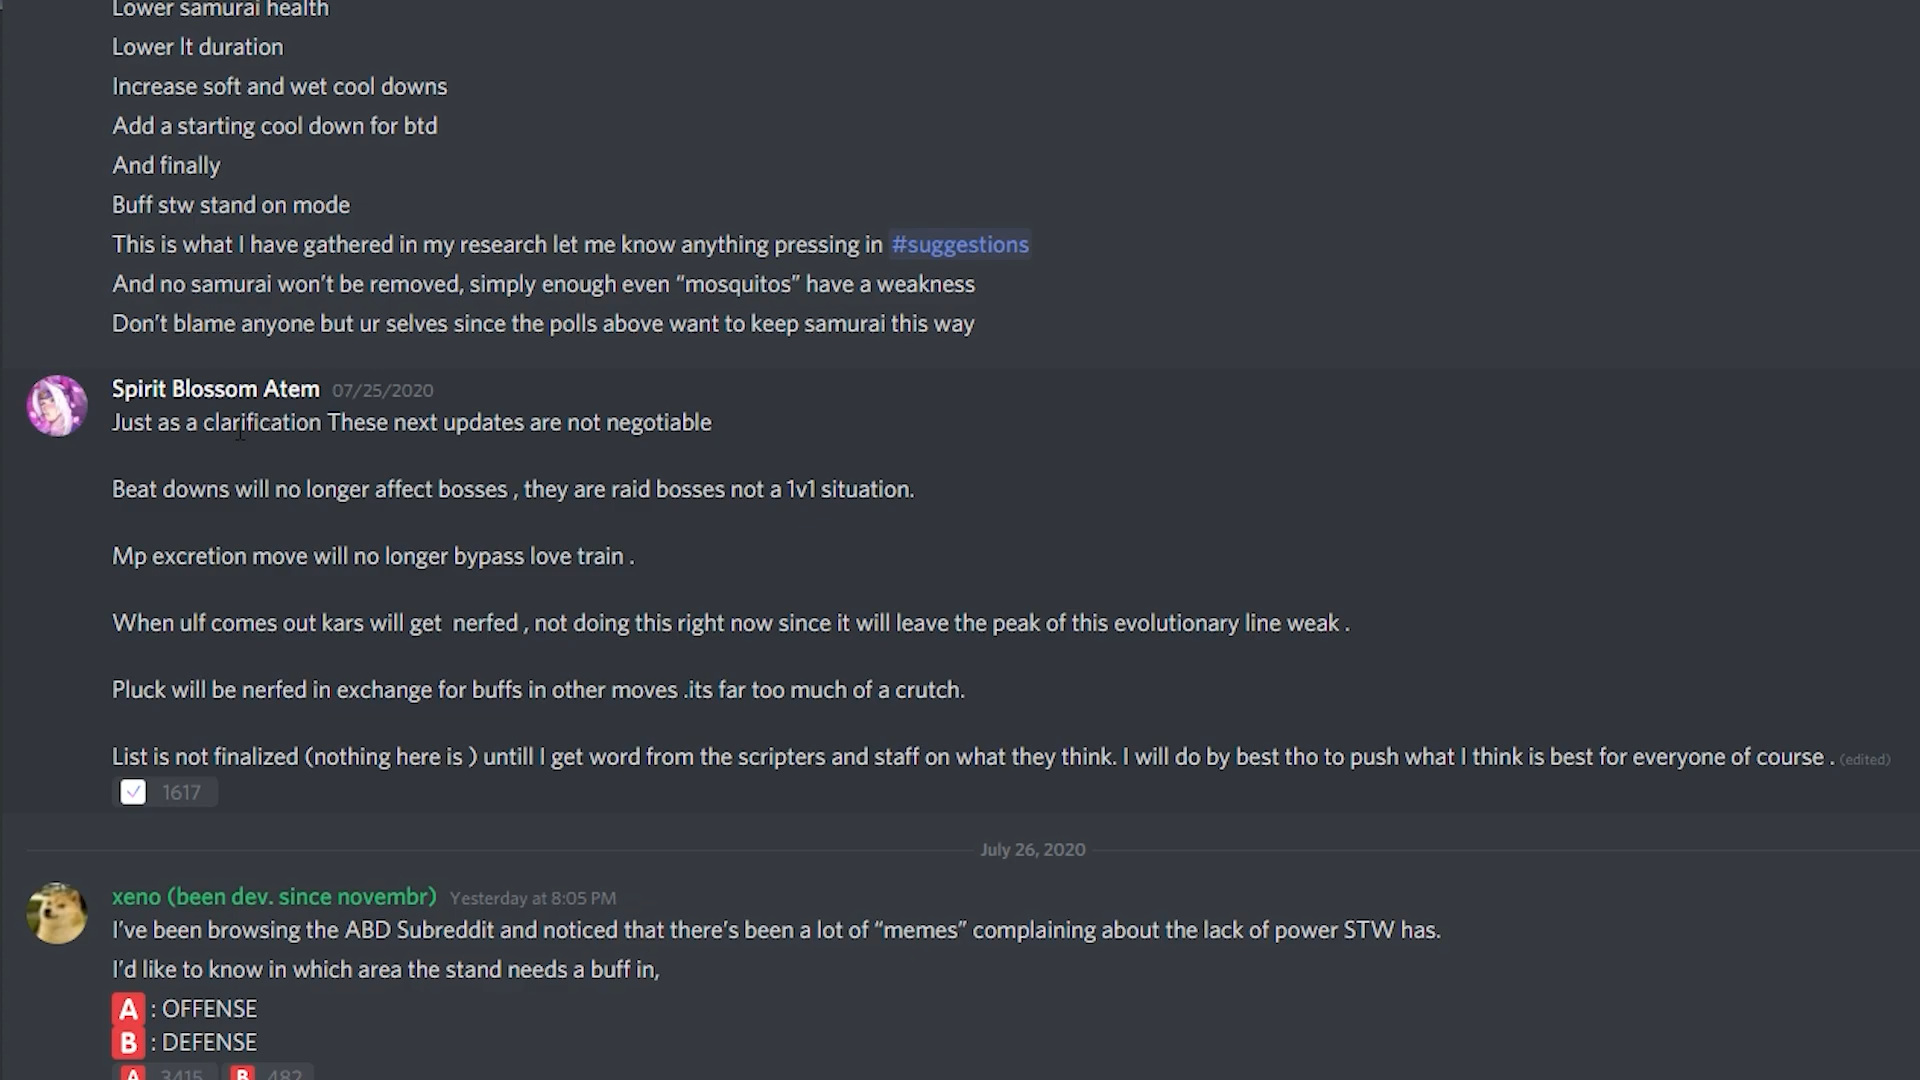 Lower samurai health
Lower lt duration
Increase soft and wet cool downs
Add a starting cool down for btd
And finally
Buff stw stand on mode
This is what I have gathered in my research let me know anything pressing in #suggestions
And no samurai won’t be removed, simply enough even “mosquitos” have a weakness
Don’t blame anyone but ur selves since the polls above want to keep samurai this way
Spirit Blossom Atem 07/25/2020
Just as a clarification These next updates are not negotiable
Beat downs will no longer affect bosses , they are raid bosses not a 1v1 situation.
Mp excretion move will no longer bypass love train .
When ulf comes out kars will get  nerfed , not doing this right now since it will leave the peak of this evolutionary line weak .
Pluck will be nerfed in exchange for buffs in other moves .its far too much of a crutch.
List is not finalized (nothing here is ) untill I get word from the scripters and staff on what they think. I will do by best tho to push what I think is best for everyone of course . (edited)
1617
July 26, 2020
xeno (been dev. since novembr) Yesterday at 8:05 PM
I’ve been browsing the ABD Subreddit and noticed that there’s been a lot of “memes” complaining about the lack of power STW has.
I’d like to know in which area the stand needs a buff in,
A : OFFENSE
B : DEFENSE
A 3415 B 482